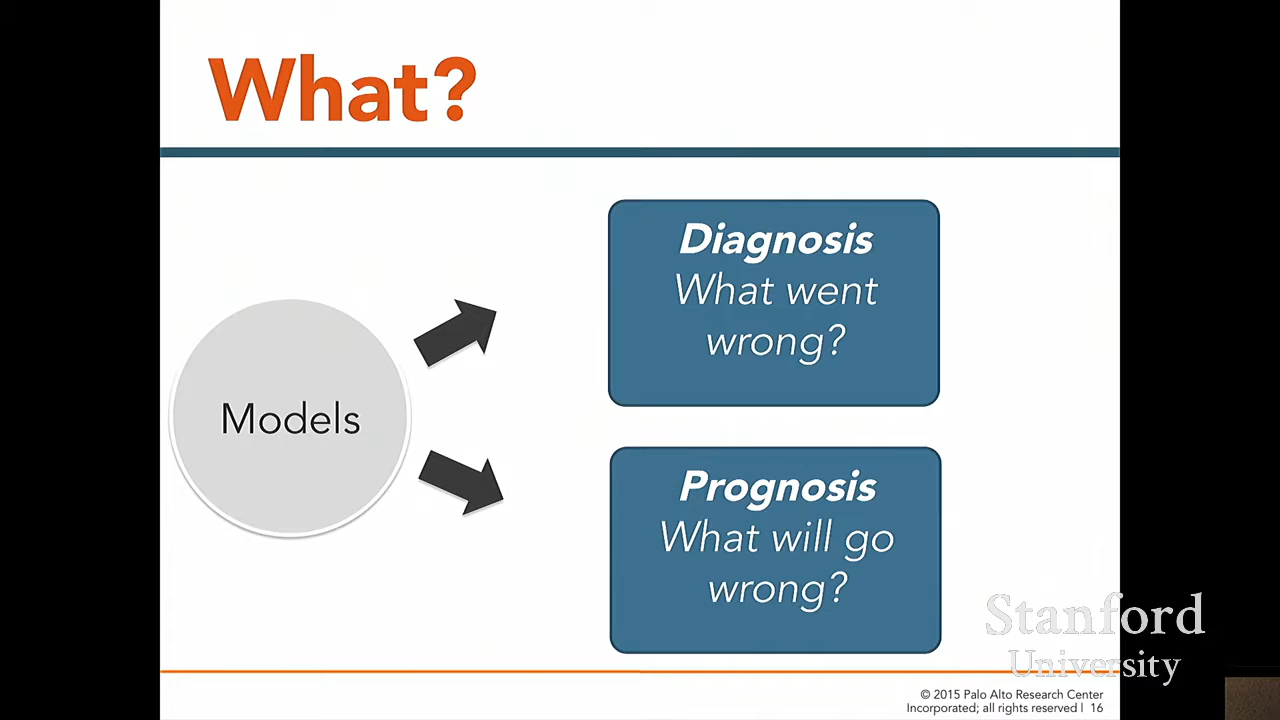 What?
Models
Diagnosis
What went
wrong?
Prognosis
What will go
wrong?
Stanford
University
© 2015 Palo Alto Research Center
Incorporated; all rights reserved | 16